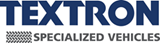 TEXTRON
SPECIALIZED VEHICLES